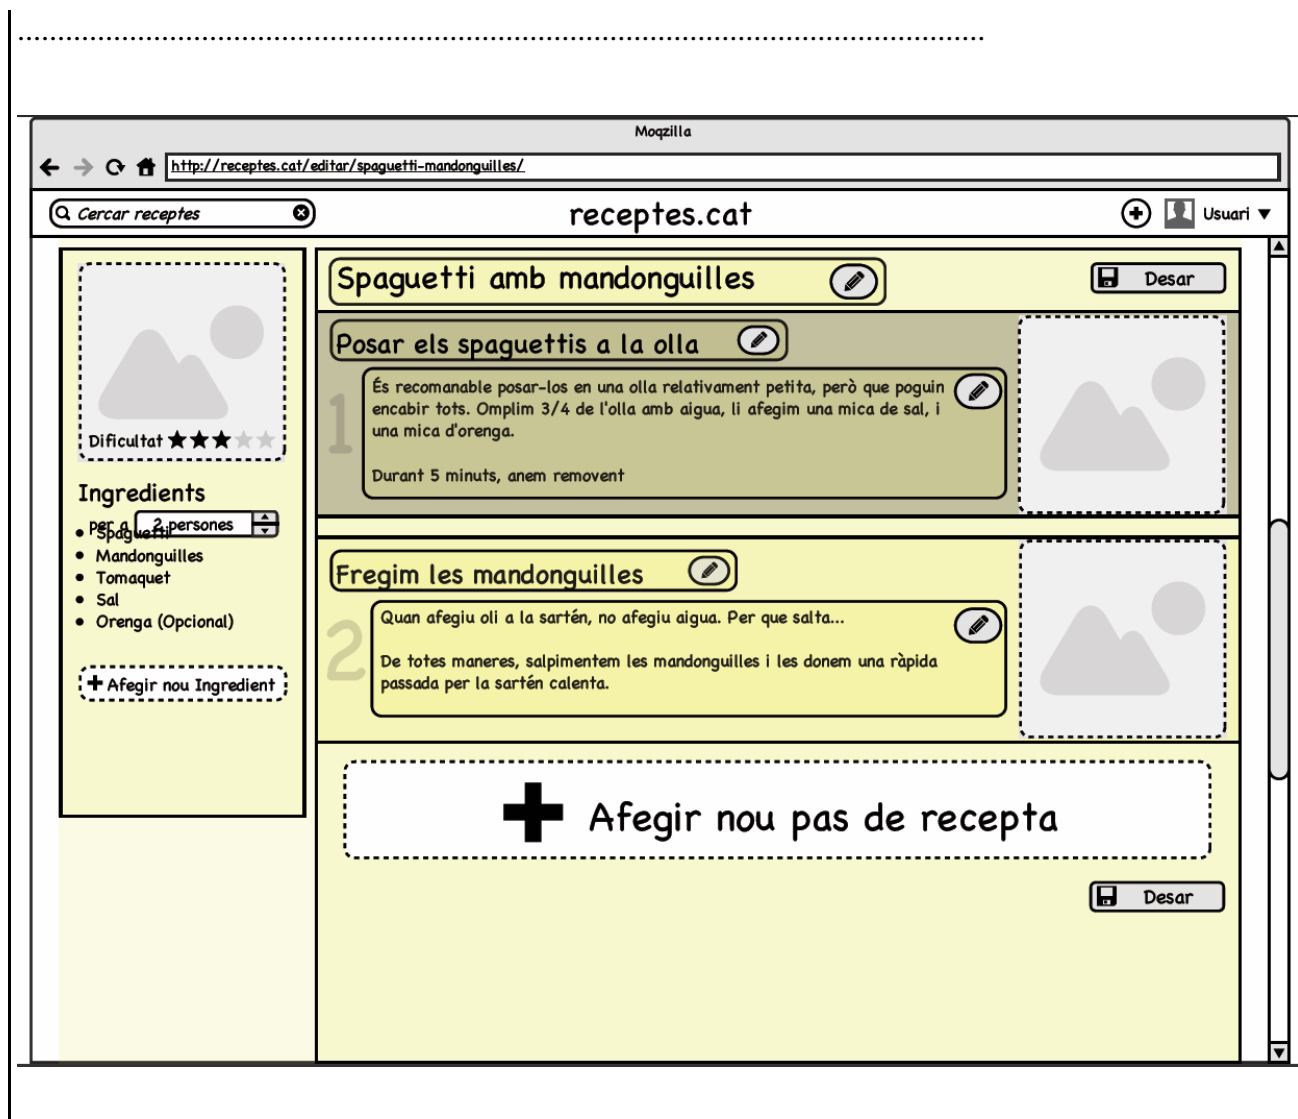 Moqzilla
http://receptes.cat/editar/spaguetti-mandonguilles/
Cercar receptes
receptes.cat
Usuari
Dificultat
Ingredients
per a 2 persones
Spaguetti
Mandonguilles
Tomaquet
Sal
Orenga (Opcional)
Afegir nou Ingredient
Spaguetti amb mandonguilles
Desar
Posar els spaguettis a la olla
1
És recomanable posar-los en una olla relativament petita, però que poguin
encabir tots. Omplim 3/4 de l'olla amb aigua, li afegim una mica de sal, i
una mica d'orenga.
Durant 5 minuts, anem removent
Fregim les mandonguilles
2
Quan afegiu oli a la sartén, no afegiu aigua. Per que salta...
De totes maneres, salpimentem les mandonguilles i les donem una ràpida
passada per la sartén calenta.
Afegir nou pas de recepta
Desar